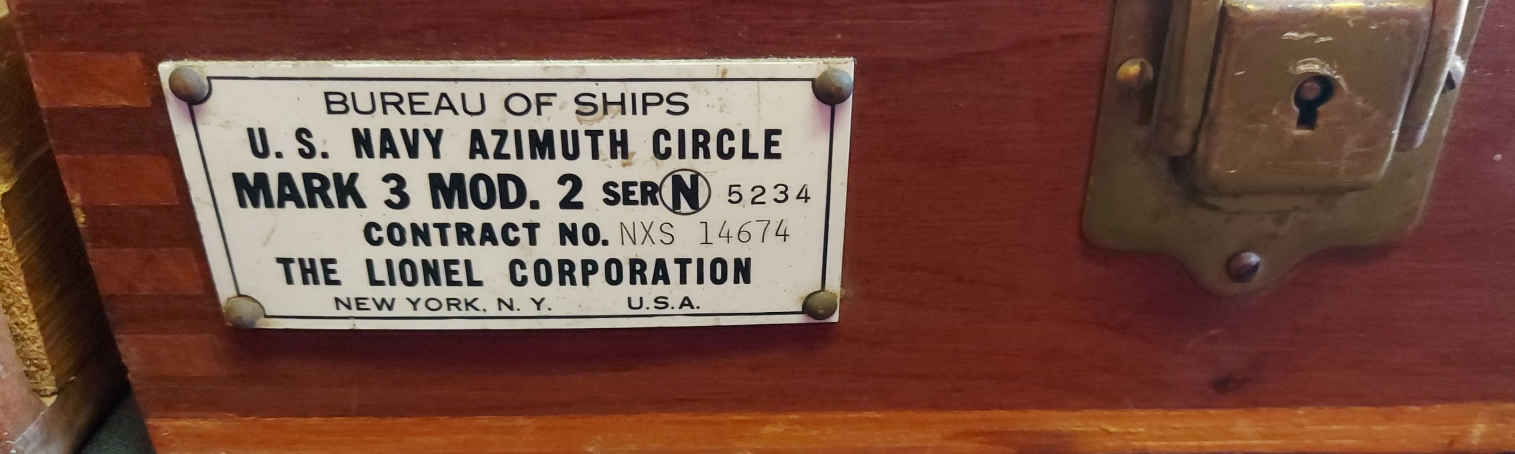 BUREAU OF SHIPS
U. S. NAVY AZIMUTH CIRCLE
MARK 3 MOD. 2 SER N 5234
CONTRACT NO. NXS 14674
THE LIONEL CORPORATION
NEW YORK, N. Y. U.S.A.